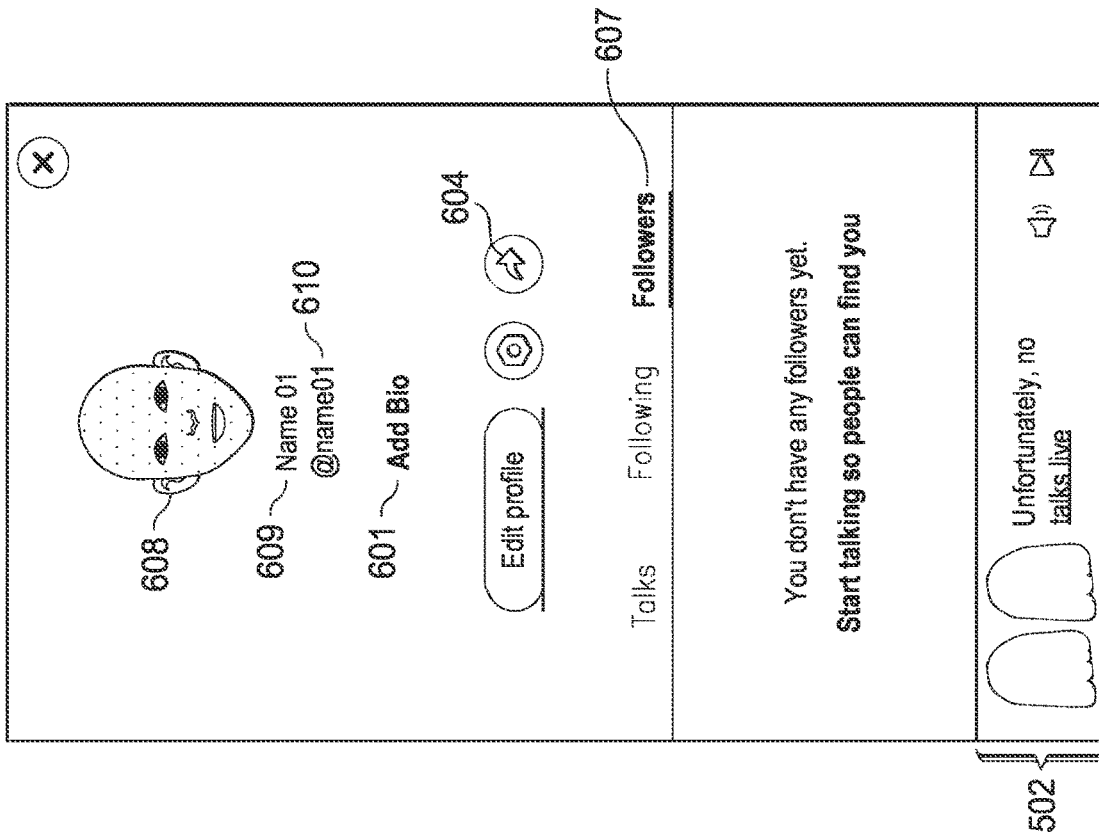 608
609 Name 01
@name01 610
601 Add Bio
604
Edit profile
Talks Following Followers 607
You don't have any followers yet.
Start talking so people can find you
502
Unfortunately, no
talks live